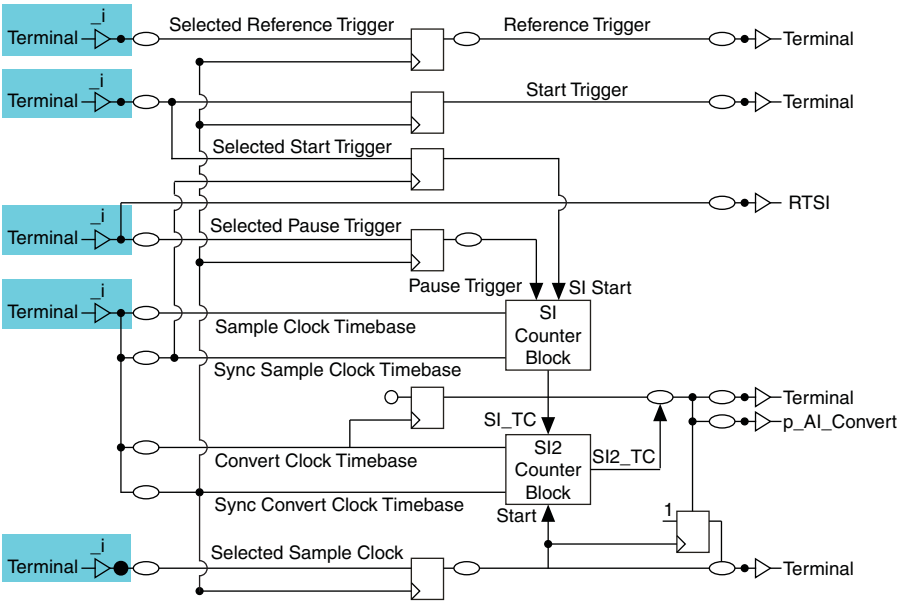 _i
Terminal
Selected Reference Trigger
Reference Trigger
Terminal
_i
Terminal
Start Trigger
Terminal
Selected Start Trigger
_i
Terminal
RTSI
Selected Pause Trigger
Pause Trigger
SI Start
_i
Terminal
Sample Clock Timebase
SI
Counter
Block
Sync Sample Clock Timebase
Terminal
SI_TC
p_AI_Convert
Convert Clock Timebase
SI2
Counter
Block
SI2_TC
Sync Convert Clock Timebase
Start
1
_i
Terminal
Selected Sample Clock
Terminal